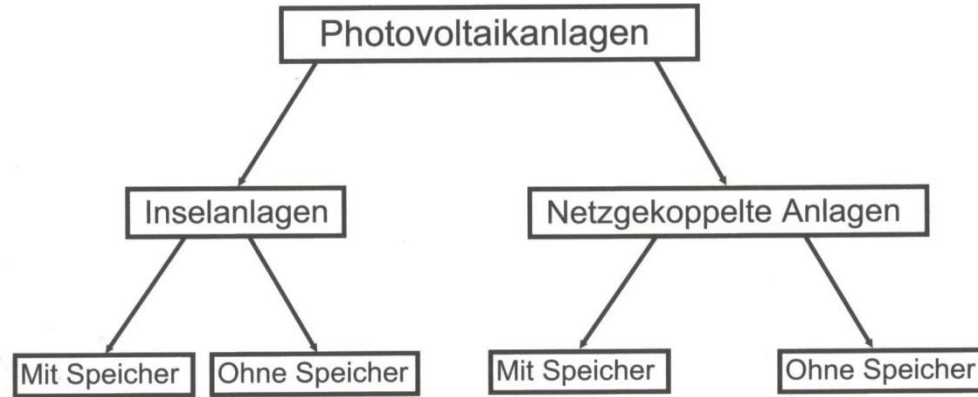 Photovoltaikanlagen
Inselanlagen
Netzgekoppelte Anlagen
Mit Speicher
Ohne Speicher
Mit Speicher
Ohne Speicher